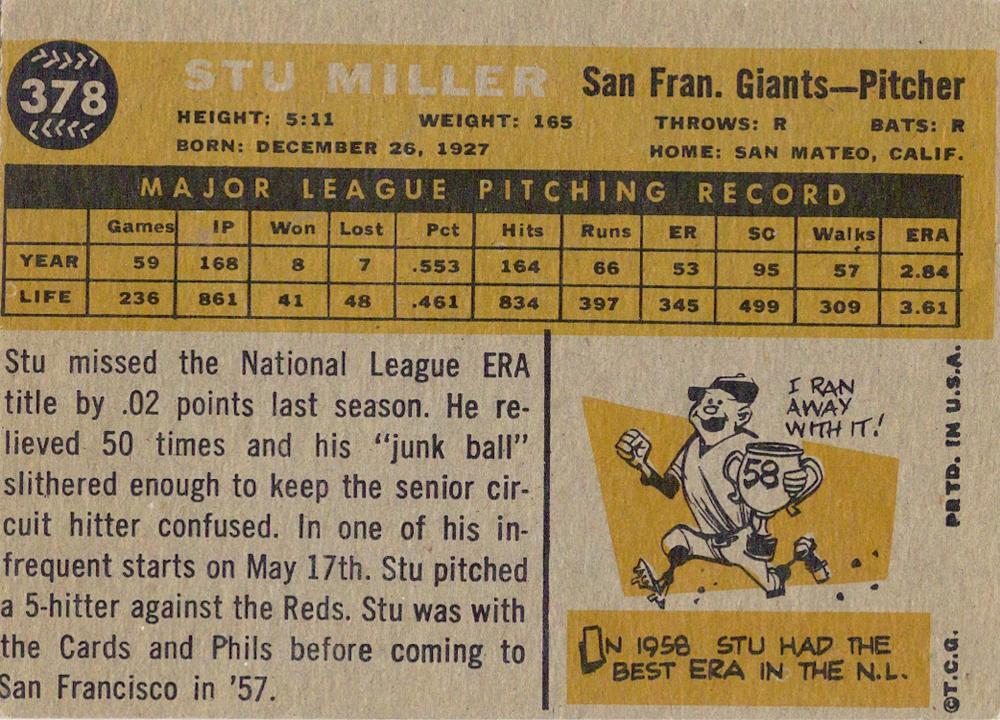 378
STU MILLER San Fran. Giants—Pitcher
HEIGHT: 5:11 WEIGHT: 165 THROWS: R BATS: R
BORN: DECEMBER 26, 1927 HOME: SAN MATEO, CALIF.
MAJOR LEAGUE PITCHING RECORD
Games IP Won Lost Pct Hits Runs ER SO Walks ERA
YEAR 59 168 8 7 .553 164 66 53 95 57 2.84
LIFE 236 861 41 48 .461 834 397 345 499 309 3.61
Stu missed the National League ERA
title by .02 points last season. He re-
lieved 50 times and his “junk ball”
slithered enough to keep the senior cir-
cuit hitter confused. In one of his in-
frequent starts on May 17th. Stu pitched
a 5-hitter against the Reds. Stu was with
the Cards and Phils before coming to
San Francisco in ’57.
I RAN
AWAY
WITH IT!
58
IN 1958 STU HAD THE
BEST ERA IN THE N.L.
©T.C.G. PRTD. IN U.S.A.